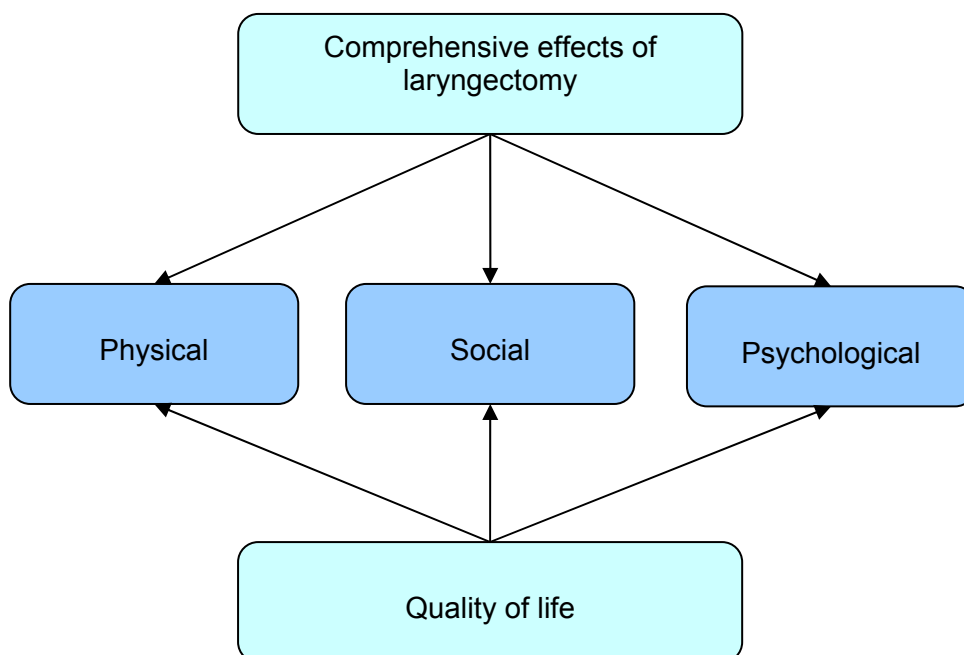 Comprehensive effects of
laryngectomy
Physical
Social
Psychological
Quality of life